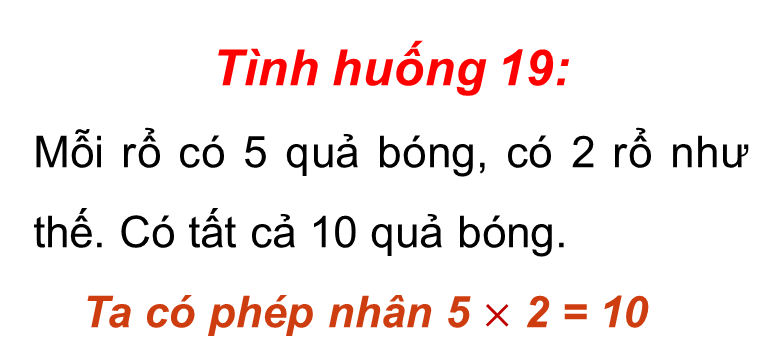 Tình huống 19:
Mỗi rổ có 5 quả bóng, có 2 rổ như
thế. Có tất cả 10 quả bóng.
Ta có phép nhân 5 × 2 = 10